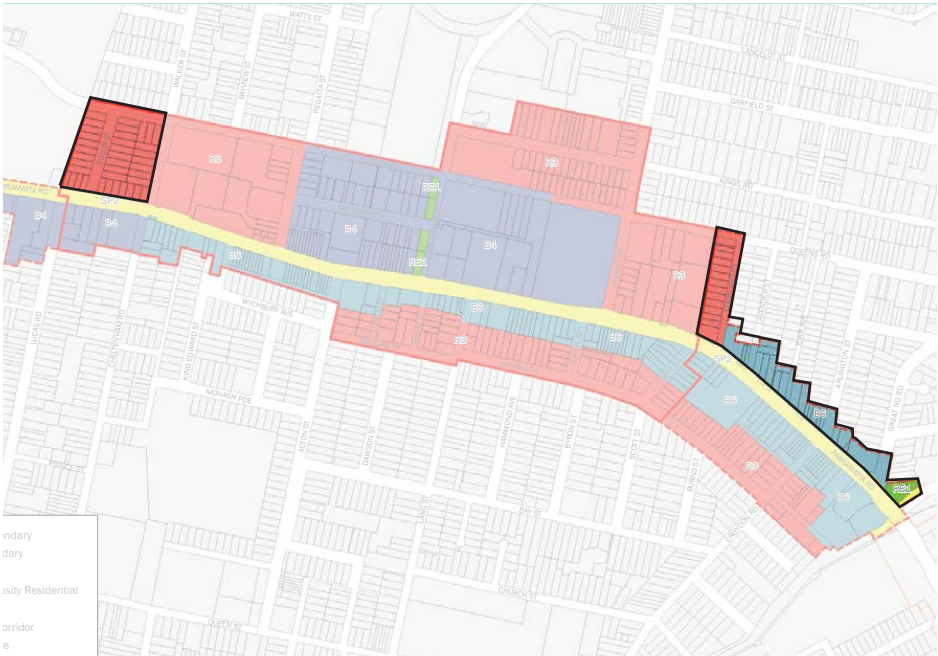 WATTS ST
WALKER ST
BAYVIEW ST
REGATTA ST
LANCELOT ST
GARFIELD ST
KINGS RD
QUEENS RD
R3
R3
RE1
B4
B4
RE1
R3
SP2
B4
B4
B6
B6
B6
R3
SP2
B6
B6
RE1
R3
B6
PARRAMATTA RD
ARLINGTON ST
GREAT NO RD
WYCHBURY AVE
LUCAS RD
CHELTENHAM RD
KING EDWARD ST
MONASH PDE
ACTON ST
DAWSON ST
HAMMOND AVE
BYRON ST
SCOTT ST
BURNS ST
CROYDON RD
PRINCE ST
LANG ST
BAY ST
CHURCH ST
QUEEN ST
undary
dary
nsity Residential
orridor
e